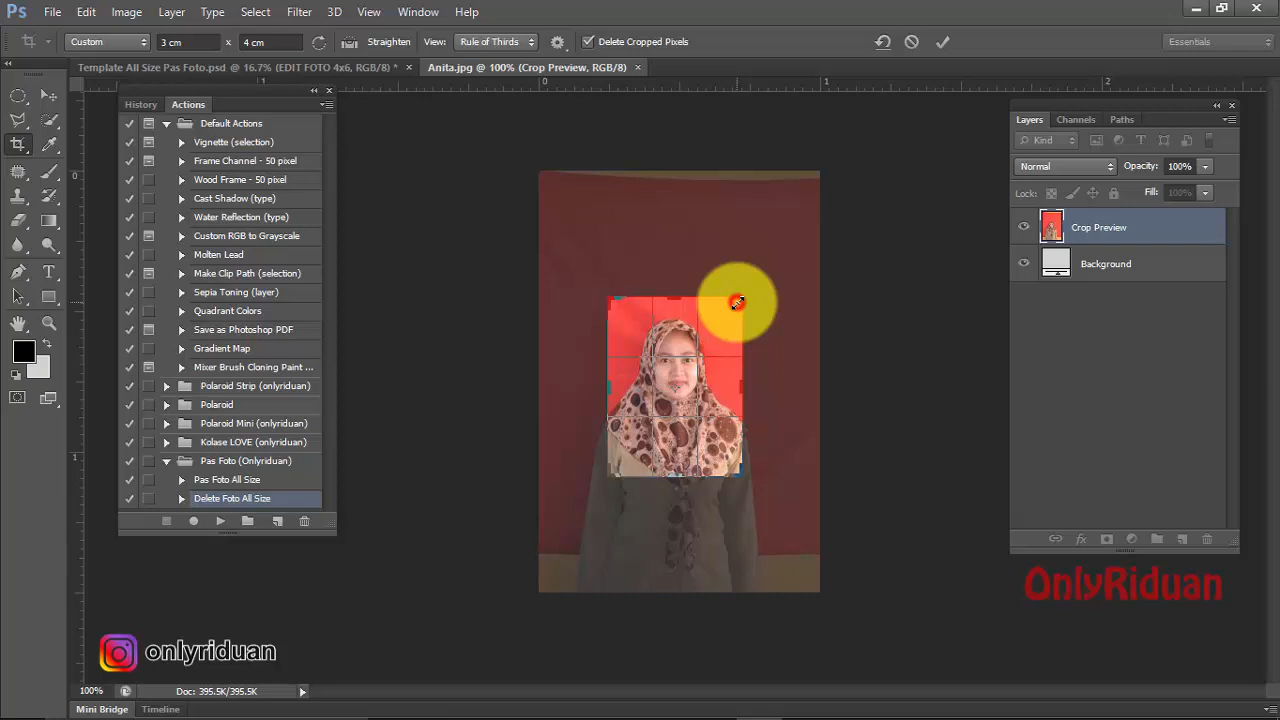 Ps File Edit Image Layer Type Select Filter 3D View Window Help
Custom 3 cm x 4 cm Straighten View: Rule of Thirds Delete Cropped Pixels Essentials
Template All Size Pas Foto.psd @ 16.7% (EDIT FOTO 4x6, RGB/8) * Anita.jpg @ 100% (Crop Preview, RGB/8)
1 0 1 2
0
1
History Actions
Default Actions
Vignette (selection)
Frame Channel - 50 pixel
Wood Frame - 50 pixel
Cast Shadow (type)
Water Reflection (type)
Custom RGB to Grayscale
Molten Lead
Make Clip Path (selection)
Sepia Toning (layer)
Quadrant Colors
Save as Photoshop PDF
Gradient Map
Mixer Brush Cloning Paint ...
Polaroid Strip (onlyriduan)
Polaroid
Polaroid Mini (onlyriduan)
Kolase LOVE (onlyriduan)
Pas Foto (Onlyriduan)
Pas Foto All Size
Delete Foto All Size
Layers Channels Paths
Kind
Normal Opacity: 100%
Lock: Fill: 100%
Crop Preview
Background
OnlyRiduan
onlyriduan
100% Doc: 395.5K/395.5K
Mini Bridge Timeline